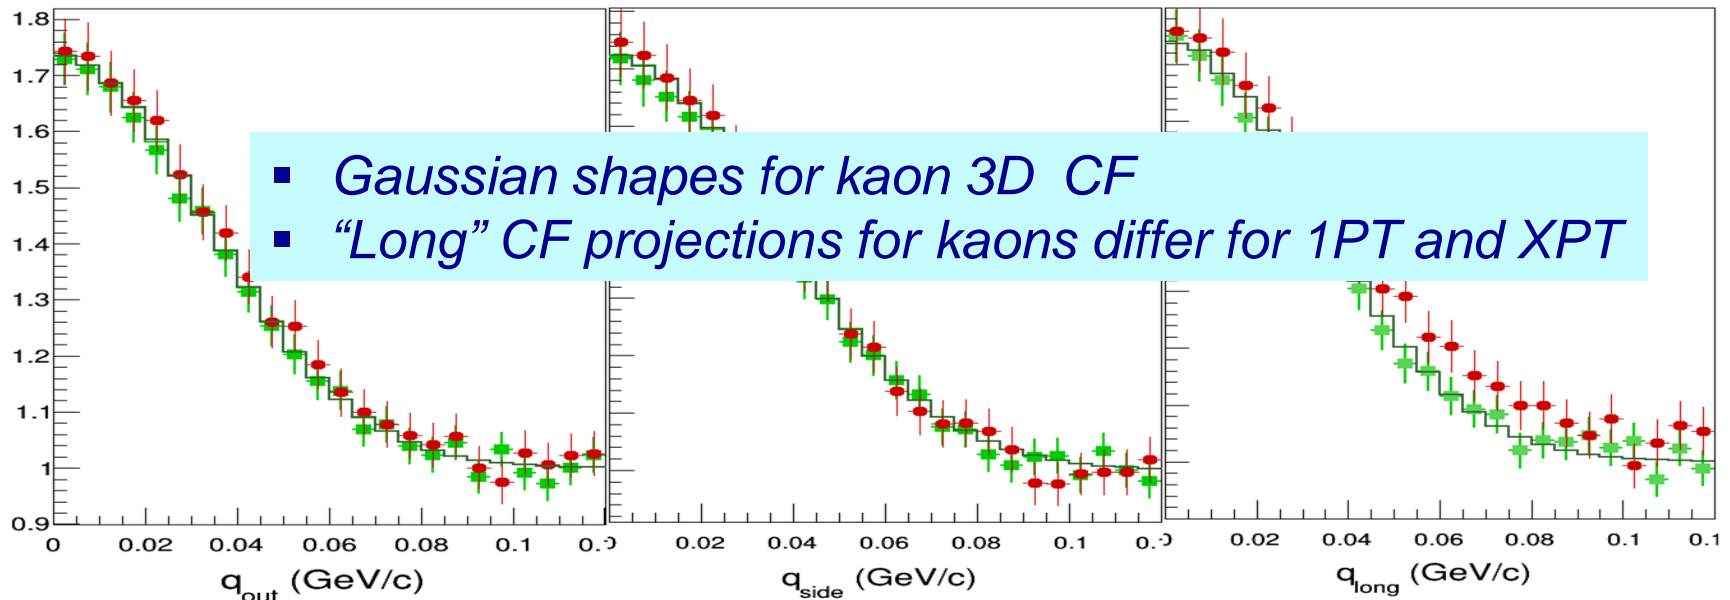 1.8
1.7
1.6
1.5
1.4
1.3
1.2
1.1
1
0.9
▪ Gaussian shapes for kaon 3D CF
▪ “Long” CF projections for kaons differ for 1PT and XPT
0 0.02 0.04 0.06 0.08 0.1
0.02 0.04 0.06 0.08 0.1
0.02 0.04 0.06 0.08 0.1 0.1
q_out (GeV/c)
q_side (GeV/c)
q_long (GeV/c)